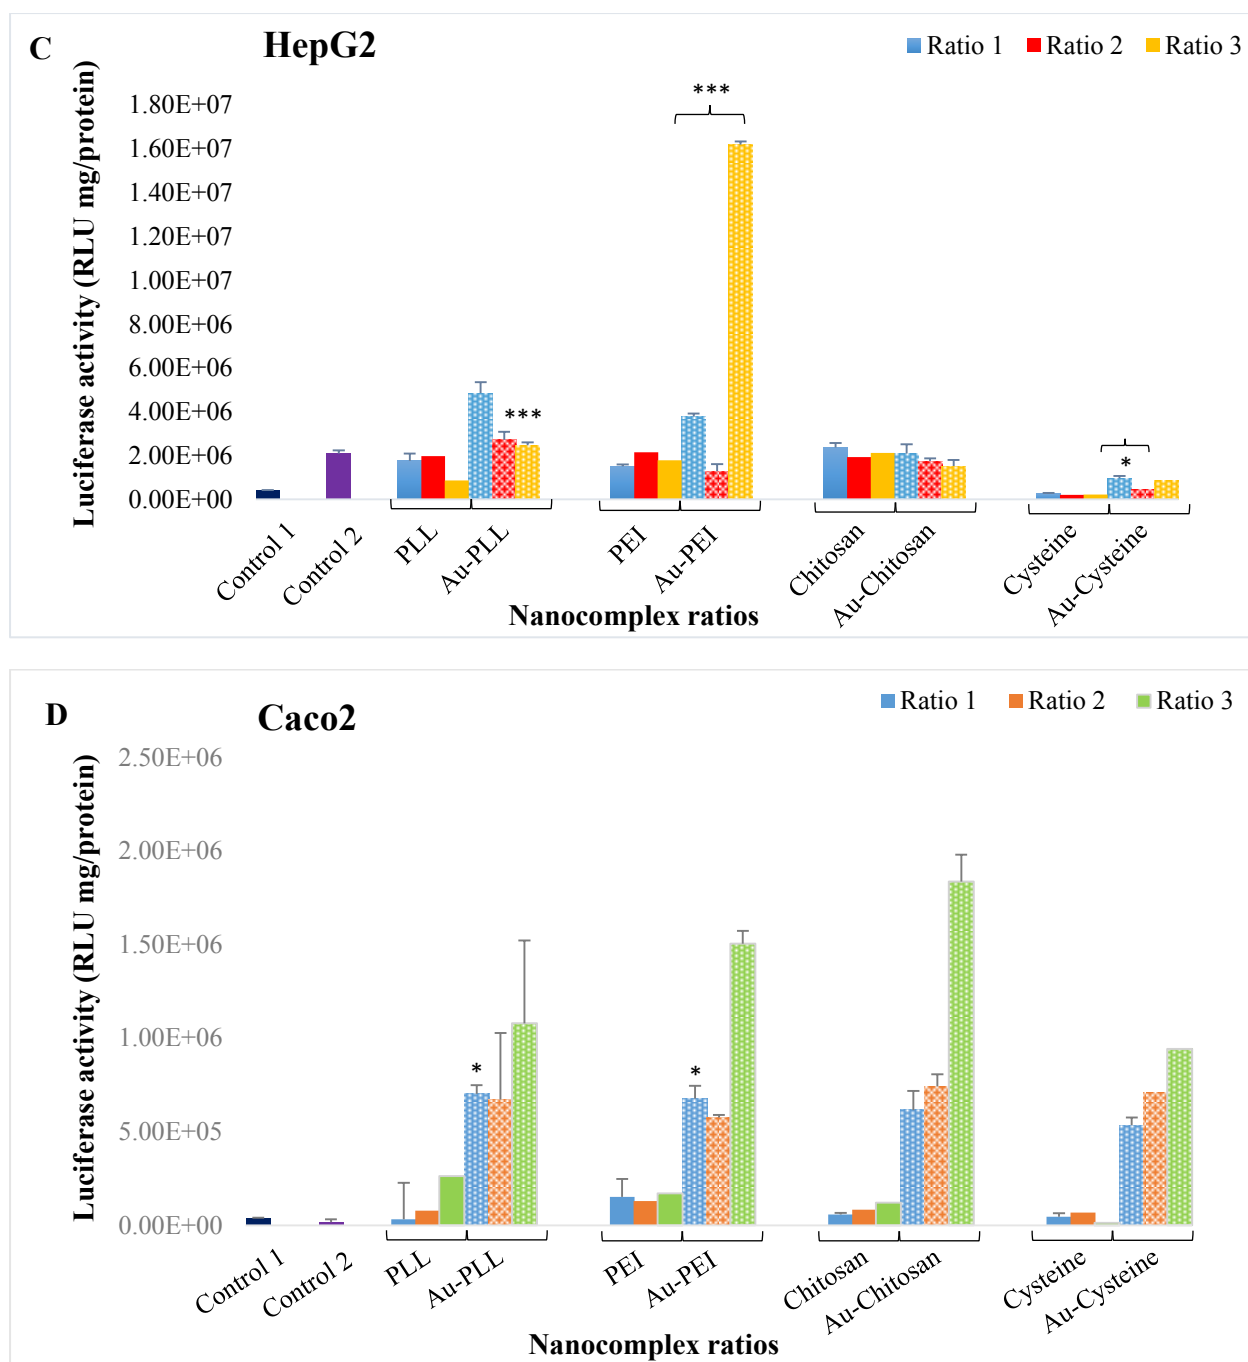 C
HepG2
Ratio 1 Ratio 2 Ratio 3
Luciferase activity (RLU mg/protein)
1.80E+07
1.60E+07
1.40E+07
1.20E+07
1.00E+07
8.00E+06
6.00E+06
4.00E+06
2.00E+06
0.00E+00
***
***
*
Control 1
Control 2
PLL
Au-PLL
PEI
Au-PEI
Chitosan
Au-Chitosan
Cysteine
Au-Cysteine
Nanocomplex ratios
D
Caco2
Ratio 1 Ratio 2 Ratio 3
Luciferase activity (RLU mg/protein)
2.50E+06
2.00E+06
1.50E+06
1.00E+06
5.00E+05
0.00E+00
*
*
Control 1
Control 2
PLL
Au-PLL
PEI
Au-PEI
Chitosan
Au-Chitosan
Cysteine
Au-Cysteine
Nanocomplex ratios